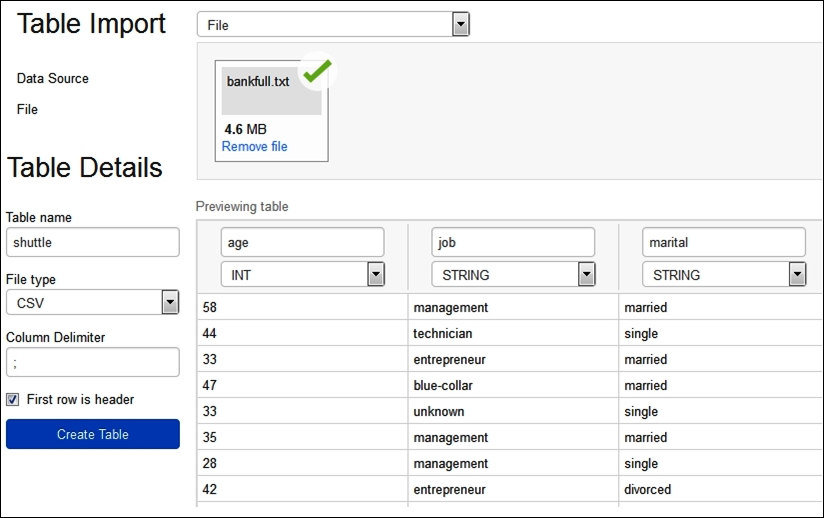 Table Import
File
Data Source
File
bankfull.txt
4.6 MB
Remove file
Table Details
Table name
shuttle
File type
CSV
Column Delimiter
;
First row is header
Create Table
Previewing table
age job marital
INT STRING STRING
58 management married
44 technician single
33 entrepreneur married
47 blue-collar married
33 unknown single
35 management married
28 management single
42 entrepreneur divorced